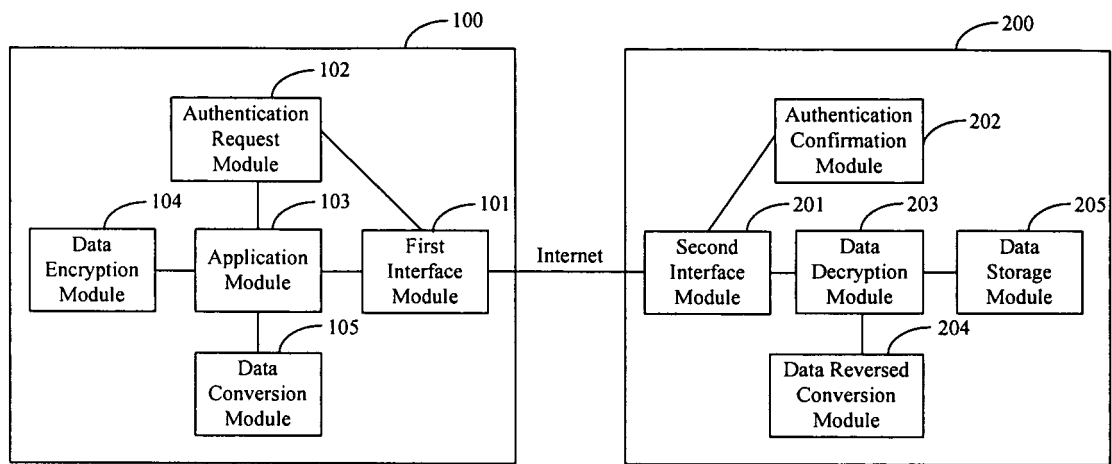 100
200
102
Authentication
Request
Module
Authentication
Confirmation
Module
202
104
103
101
201
203
205
Data
Encryption
Module
Application
Module
First
Interface
Module
Internet
Second
Interface
Module
Data
Decryption
Module
Data
Storage
Module
105
204
Data
Conversion
Module
Data Reversed
Conversion
Module